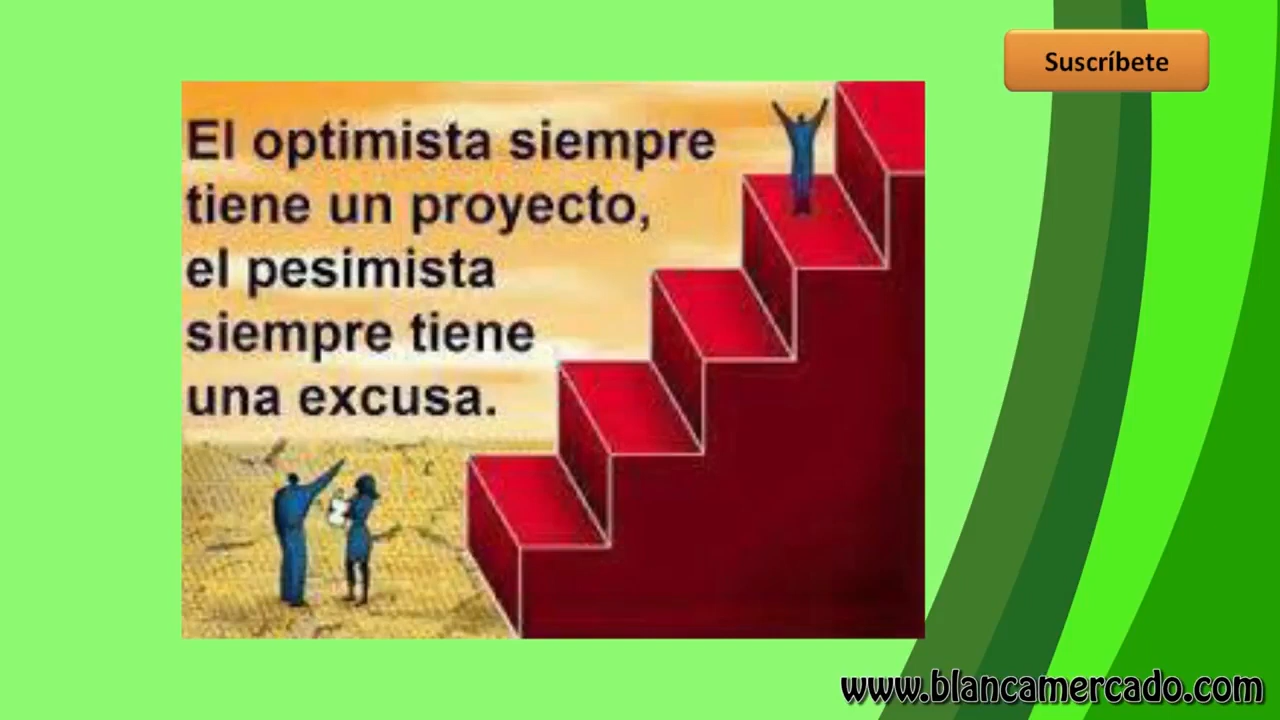 Suscríbete
El optimista siempre
tiene un proyecto,
el pesimista
siempre tiene
una excusa.
www.blancamercado.com